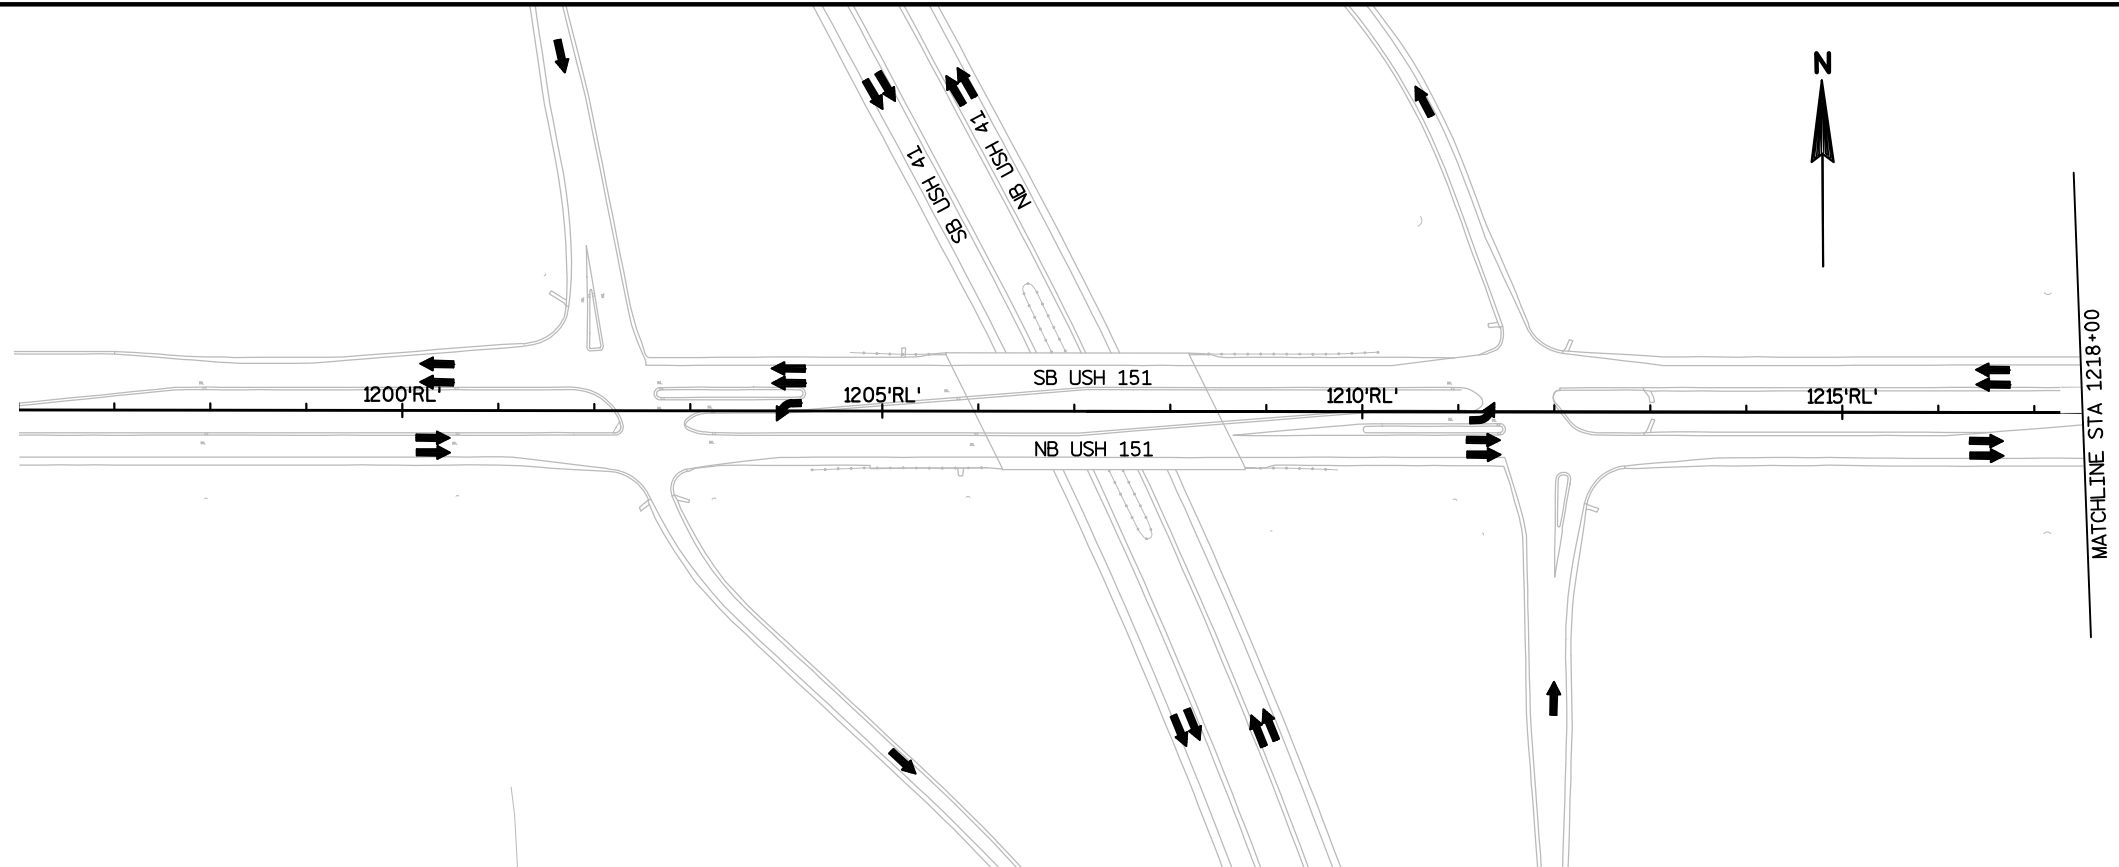 N
SB USH 41
NB USH 41
SB USH 151
1200'RL'
1205'RL'
1210'RL'
1215'RL'
NB USH 151
MATCHLINE STA 1218+00